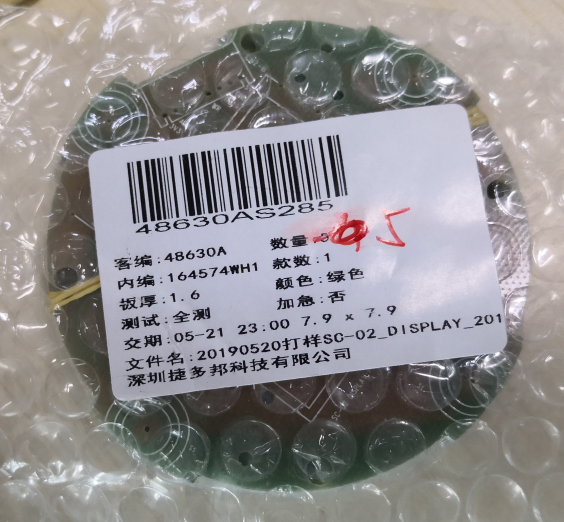 48630AS285
客编:48630A
数量: 5
内编:164574WH1
款数:1
板厚:1.6
颜色:绿色
测试:全测
加急:否
交期:05-21 23:00 7.9 x 7.9
文件名:20190520打样SC-02_DISPLAY_201
深圳捷多邦科技有限公司